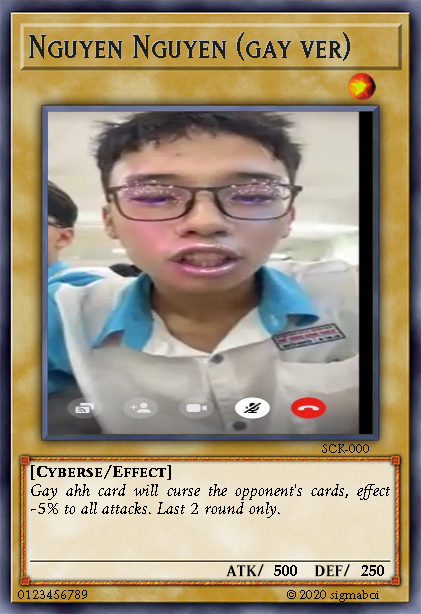 Nguyen Nguyen (gay ver)
SCK-000
[Cyberse/Effect]
Gay ahh card will curse the opponent's cards, effect
-5% to all attacks. Last 2 round only.
ATK/ 500 DEF/ 250
0123456789 © 2020 sigmaboi